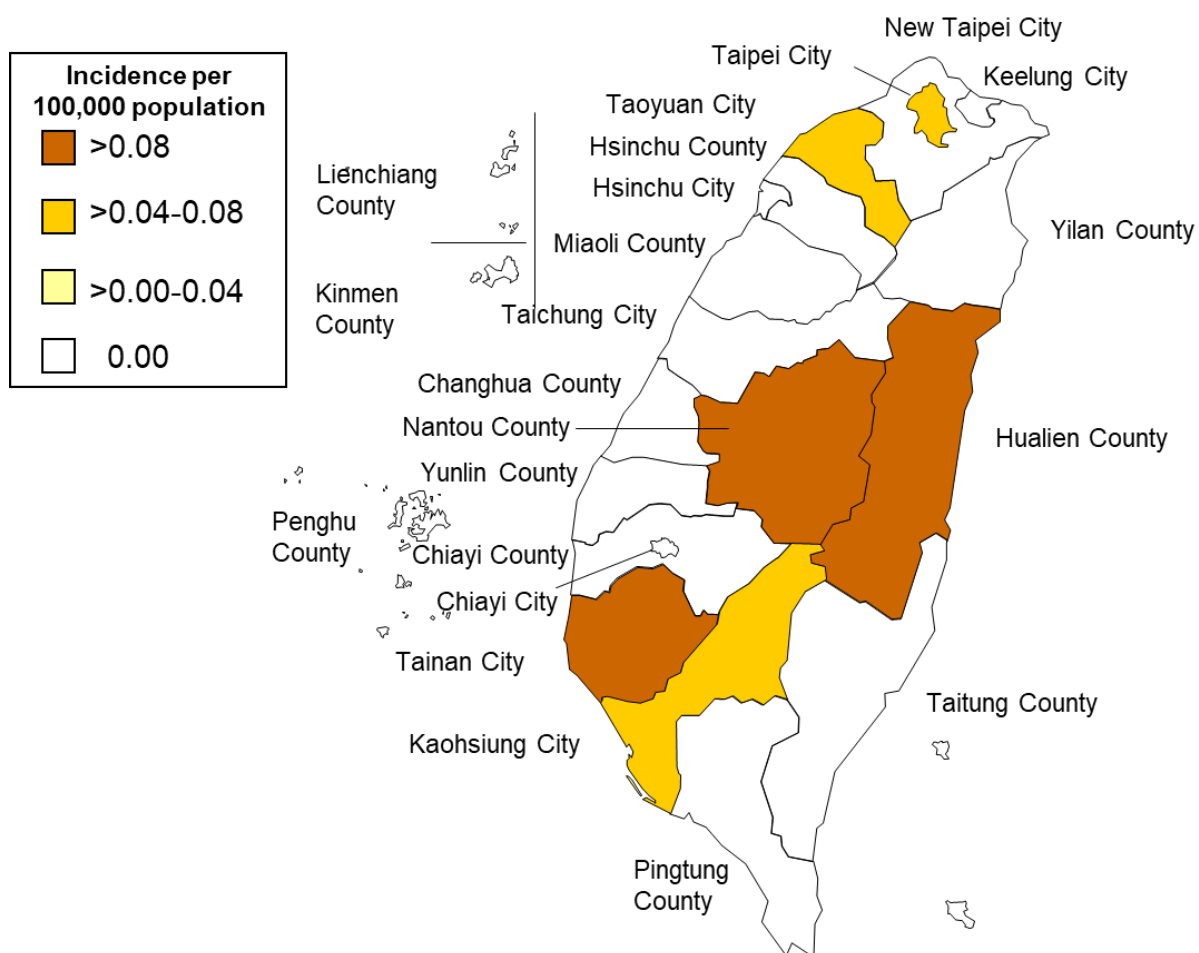 Incidence per
100,000 population
>0.08
>0.04-0.08
>0.00-0.04
0.00
New Taipei City
Taipei City
Keelung City
Taoyuan City
Hsinchu County
Hsinchu City
Lienchiang
County
Miaoli County
Yilan County
Kinmen
County
Taichung City
Changhua County
Nantou County
Hualien County
Yunlin County
Penghu
County
Chiayi County
Chiayi City
Tainan City
Taitung County
Kaohsiung City
Pingtung
County